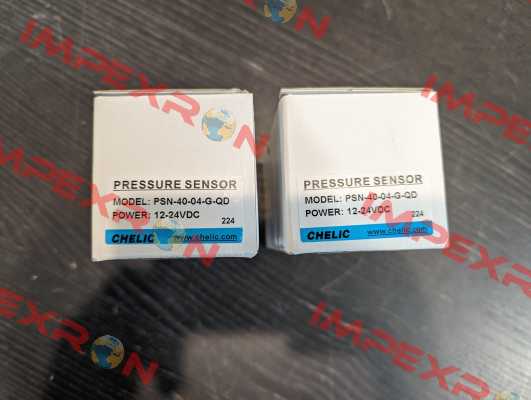 PRESSURE SENSOR
MODEL: PSN-40-04-G-QD
POWER: 12-24VDC
224
CHELIC www.chelic.com
PRESSURE SENSOR
MODEL: PSN-40-04-G-QD
POWER: 12-24VDC
224
CHELIC www.chelic.com
IMPEXRON
IMPEXRON
IMPEXRON
IMPEXRON